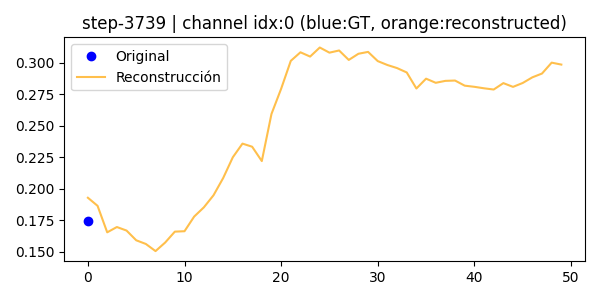 step-3739 | channel idx:0 (blue:GT, orange:reconstructed)
Original
Reconstrucción
0.300
0.275
0.250
0.225
0.200
0.175
0.150
0 10 20 30 40 50